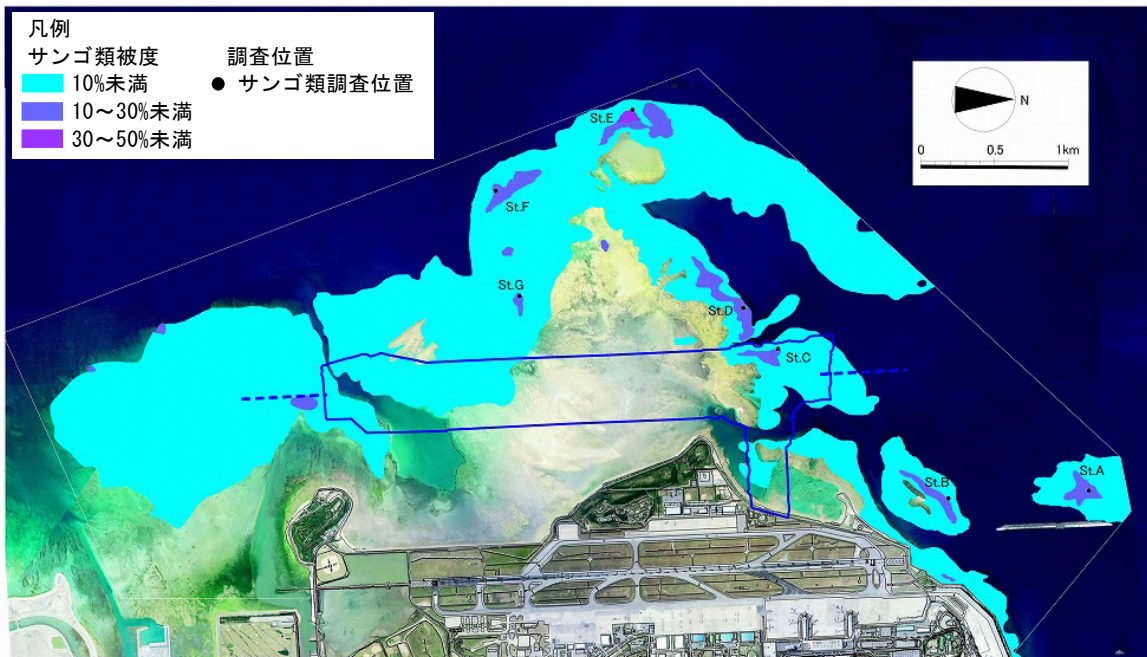 凡例
サンゴ類被度 調査位置
10%未満 ● サンゴ類調査位置
10～30%未満
30～50%未満
N
0 0.5 1km
St.E
St.F
St.G
St.D
St.C
St.A
St.B